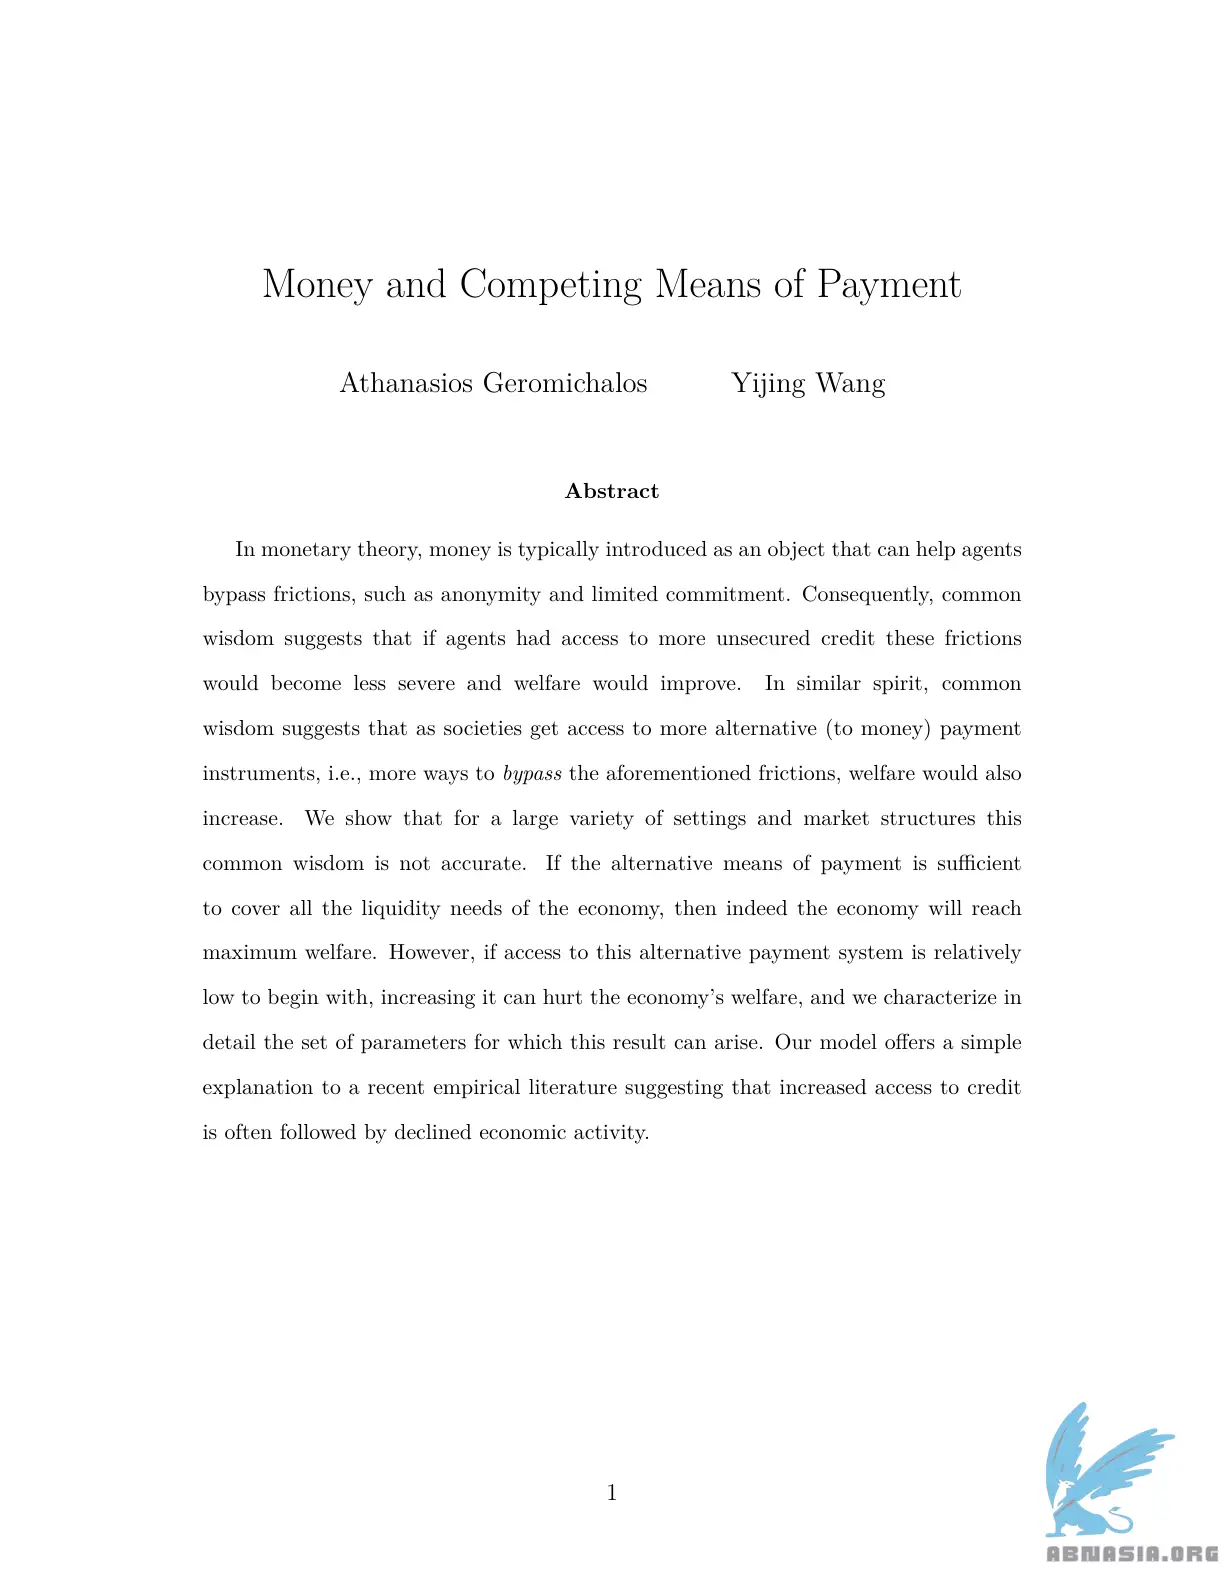 Money and Competing Means of Payment
Athanasios Geromichalos Yijing Wang
Abstract
In monetary theory, money is typically introduced as an object that can help agents
bypass frictions, such as anonymity and limited commitment. Consequently, common
wisdom suggests that if agents had access to more unsecured credit these frictions
would become less severe and welfare would improve. In similar spirit, common
wisdom suggests that as societies get access to more alternative (to money) payment
instruments, i.e., more ways to bypass the aforementioned frictions, welfare would also
increase. We show that for a large variety of settings and market structures this
common wisdom is not accurate. If the alternative means of payment is sufficient
to cover all the liquidity needs of the economy, then indeed the economy will reach
maximum welfare. However, if access to this alternative payment system is relatively
low to begin with, increasing it can hurt the economy's welfare, and we characterize in
detail the set of parameters for which this result can arise. Our model offers a simple
explanation to a recent empirical literature suggesting that increased access to credit
is often followed by declined economic activity.
1
ABNASIA.ORG